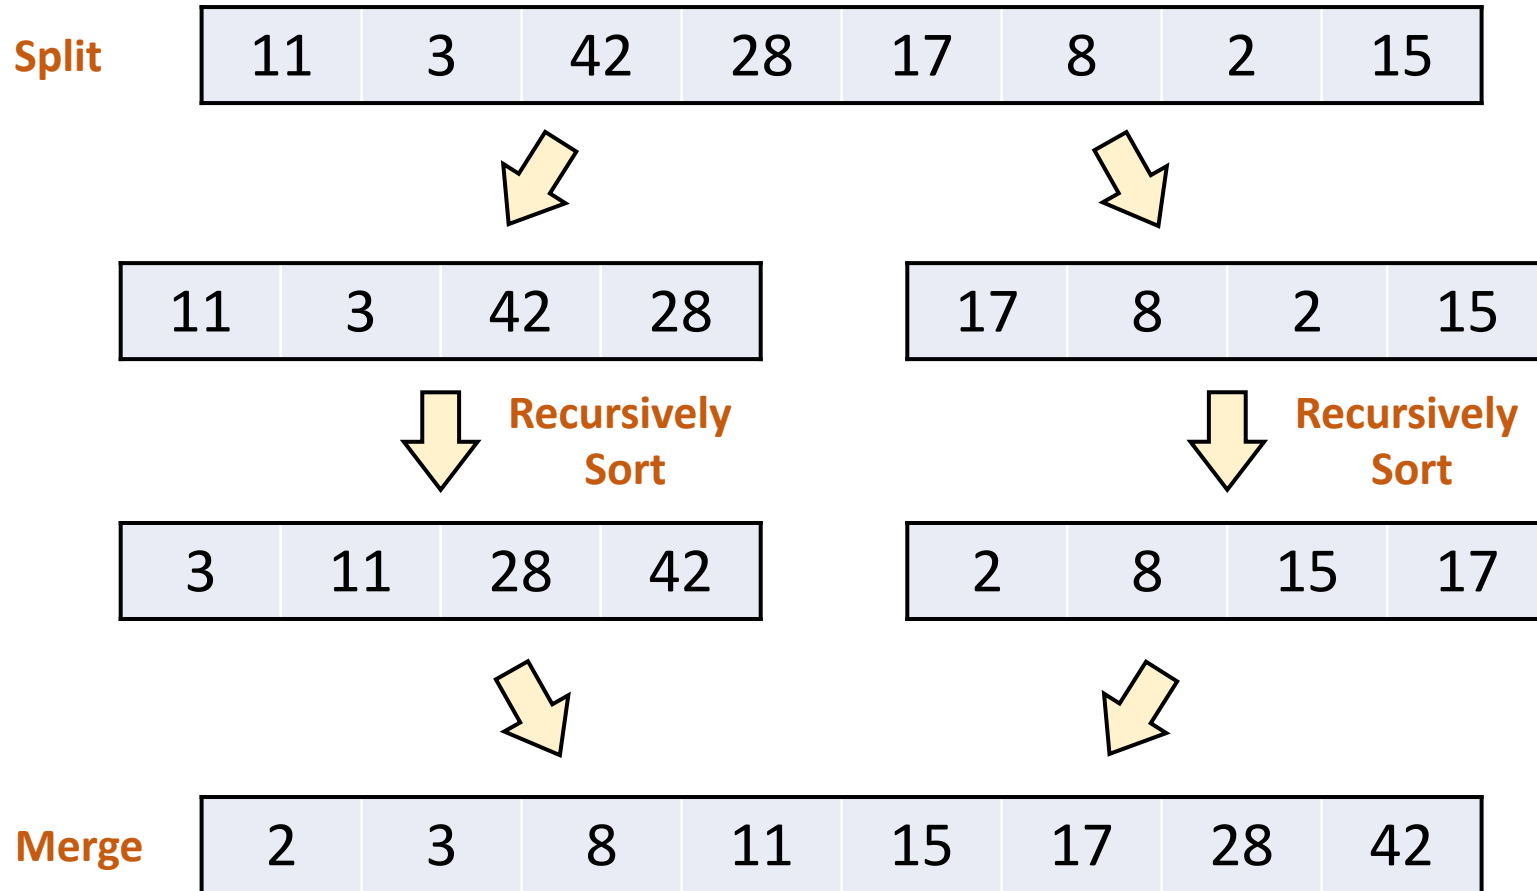 Split 11 3 42 28 17 8 2 15
11 3 42 28 17 8 2 15
Recursively Recursively
Sort Sort
3 11 28 42 2 8 15 17
Merge 2 3 8 11 15 17 28 42